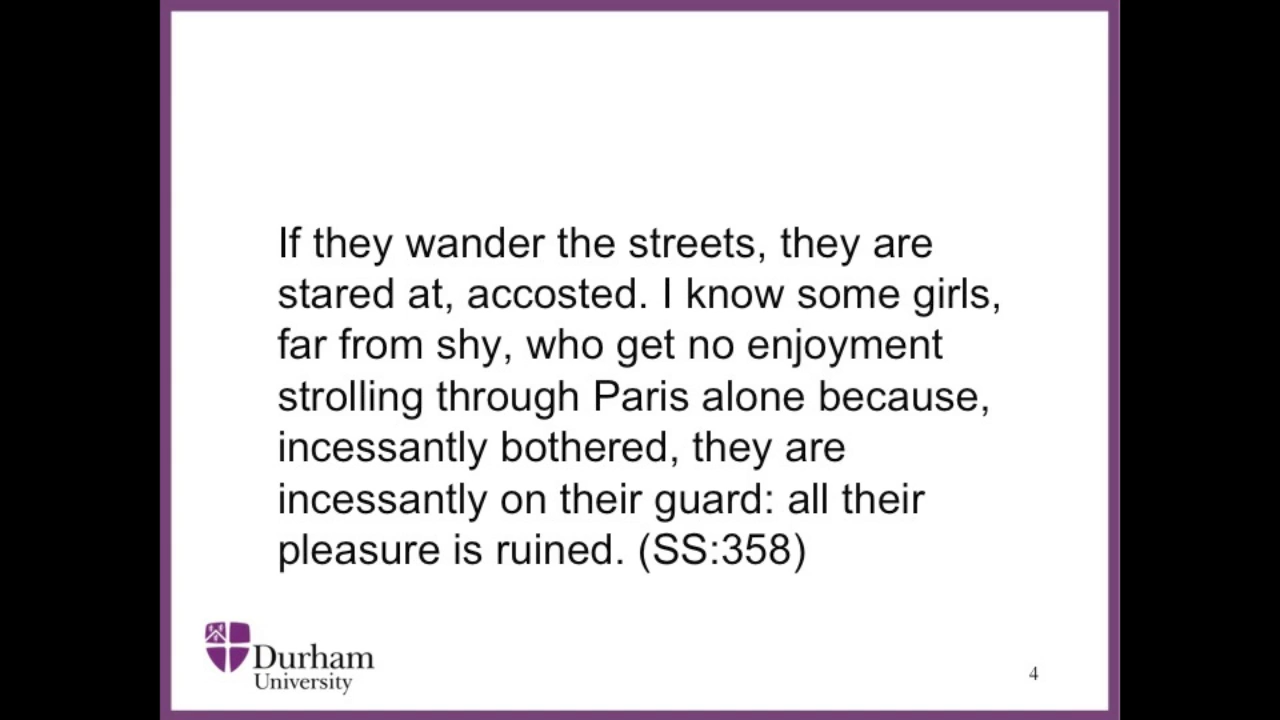 If they wander the streets, they are
stared at, accosted. I know some girls,
far from shy, who get no enjoyment
strolling through Paris alone because,
incessantly bothered, they are
incessantly on their guard: all their
pleasure is ruined. (SS:358)
Durham
University
4